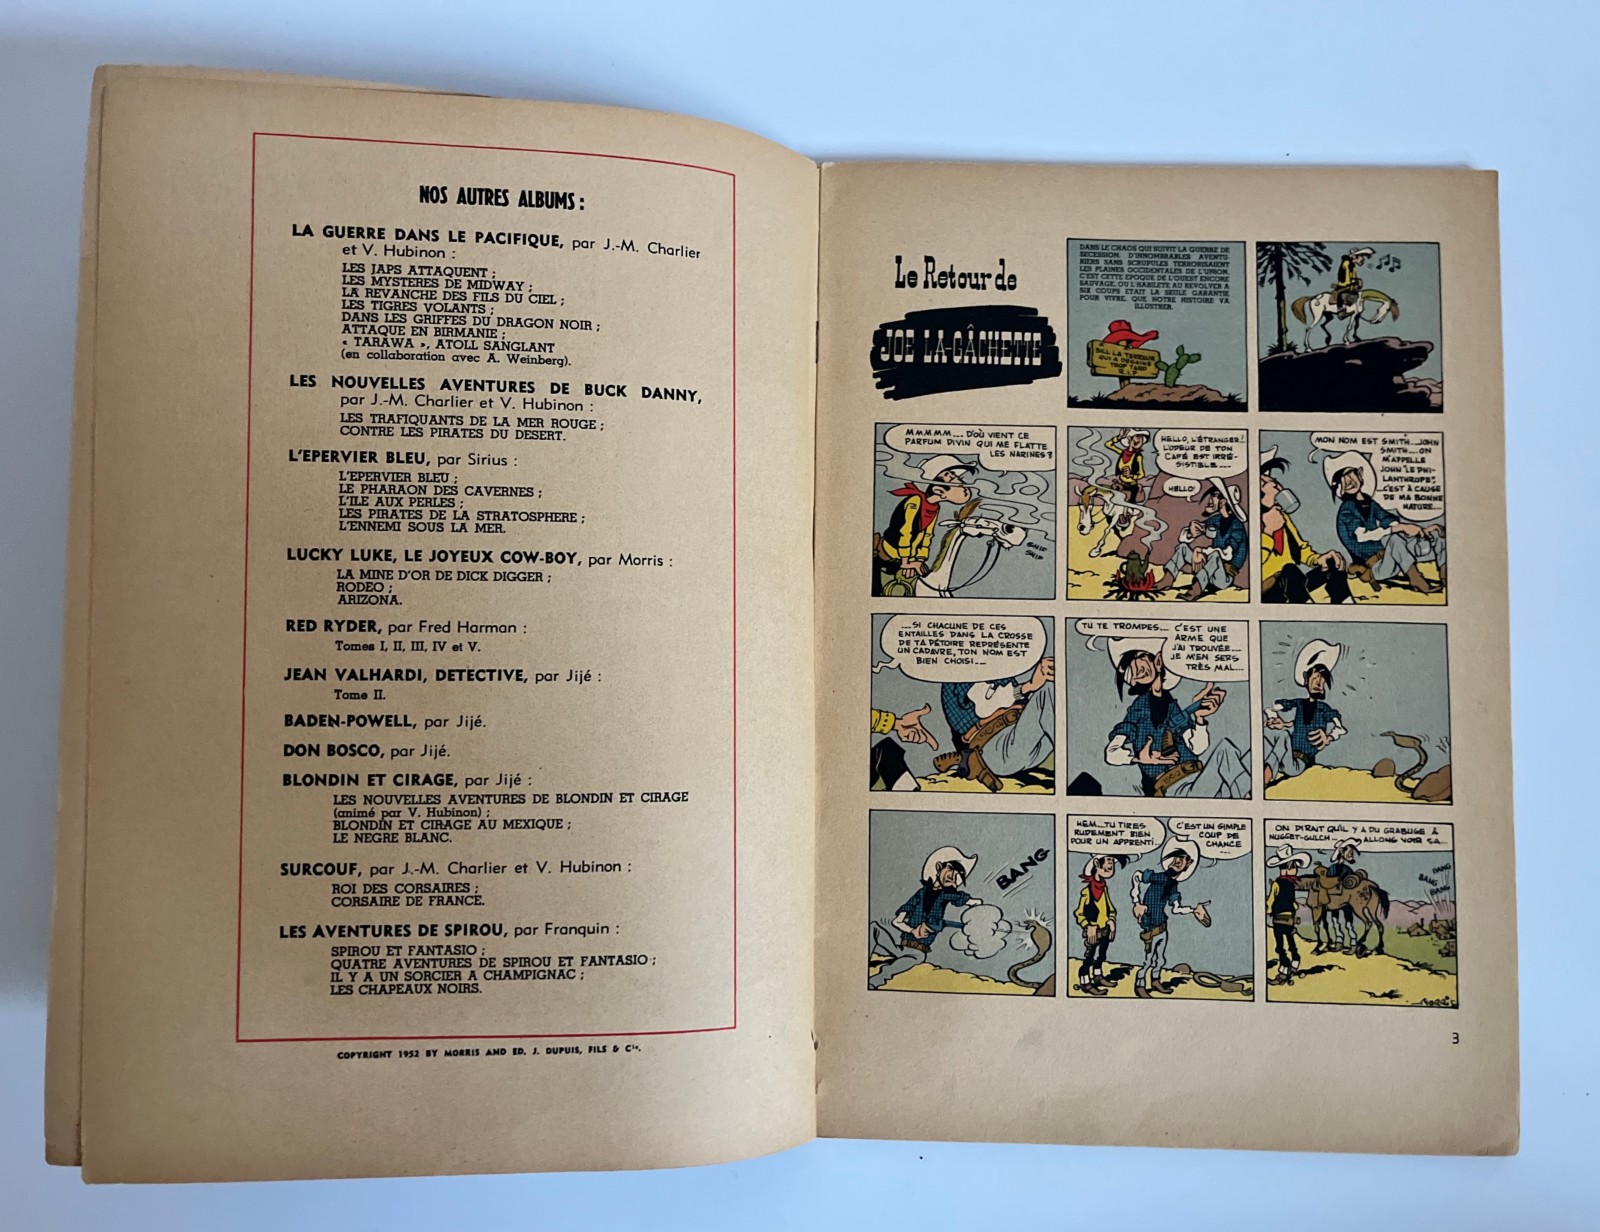 NOS AUTRES ALBUMS :
LA GUERRE DANS LE PACIFIQUE, par J.-M. Charlier
et V. Hubinon :
LES JAPS ATTAQUENT ;
LES MYSTERES DE MIDWAY ;
LA REVANCHE DES FILS DU CIEL ;
LES TIGRES VOLANTS ;
DANS LES GRIFFES DU DRAGON NOIR ;
ATTAQUE EN BIRMANIE ;
« TARAWA », ATOLL SANGLANT
(en collaboration avec A. Weinberg).
LES NOUVELLES AVENTURES DE BUCK DANNY,
par J.-M. Charlier et V. Hubinon :
LES TRAFIQUANTS DE LA MER ROUGE ;
CONTRE LES PIRATES DU DESERT.
L'EPERVIER BLEU, par Sirius :
L'EPERVIER BLEU ;
LE PHARAON DES CAVERNES ;
L'ILE AUX PERLES ;
LES PIRATES DE LA STRATOSPHERE ;
L'ENNEMI SOUS LA MER.
LUCKY LUKE, LE JOYEUX COW-BOY, par Morris :
LA MINE D'OR DE DICK DIGGER ;
RODEO ;
ARIZONA.
RED RYDER, par Fred Harman :
Tomes I, II, III, IV et V.
JEAN VALHARDI, DETECTIVE, par Jijé :
Tome II.
BADEN-POWELL, par Jijé.
DON BOSCO, par Jijé.
BLONDIN ET CIRAGE, par Jijé :
LES NOUVELLES AVENTURES DE BLONDIN ET CIRAGE
(animé par V. Hubinon) ;
BLONDIN ET CIRAGE AU MEXIQUE ;
LE NEGRE BLANC.
SURCOUF, par J.-M. Charlier et V. Hubinon :
ROI DES CORSAIRES ;
CORSAIRE DE FRANCE.
LES AVENTURES DE SPIROU, par Franquin :
SPIROU ET FANTASIO ;
QUATRE AVENTURES DE SPIROU ET FANTASIO ;
IL Y A UN SORCIER A CHAMPIGNAC ;
LES CHAPEAUX NOIRS.
COPYRIGHT 1952 BY MORRIS AND ED. J. DUPUIS, FILS & Cie.
Le Retour de
JOE LA-GÂCHETTE
DANS LE CHAOS QUI SUIVIT LA GUERRE DE
SECESSION, D'INNOMBRABLES AVENTU-
RIERS SANS SCRUPULES TERRORISAIENT
LES PLAINES OCCIDENTALES DE L'UNION.
C'EST CETTE EPOQUE DE L'OUEST ENCORE
SAUVAGE, OU L'HABILETE AU REVOLVER A
SIX COUPS ETAIT LA SEULE GARANTIE
POUR VIVRE, QUE NOTRE HISTOIRE VA
ILLUSTRER.
BILL LA TERREUR
QUI A DEGAINE
TROP TARD
R.I.P
MMMMM.... D'OÙ VIENT CE
PARFUM DIVIN QUI ME FLATTE
LES NARINES ?
SNIF
SNIF
HELLO, L'ÉTRANGER !
L'ODEUR DE TON
CAFÉ EST IRRÉ-
SISTIBLE....
HELLO!
MON NOM EST SMITH...JOHN
SMITH.....ON
M'APPELLE
JOHN "LE PHI-
LANTHROPE",
C'EST À CAUSE
DE MA BONNE
NATURE....
....SI CHACUNE DE CES
ENTAILLES DANS LA CROSSE
DE TA PÉTOIRE REPRÉSENTE
UN CADAVRE, TON NOM EST
BIEN CHOISI....
TU TE TROMPES....
C'EST UNE
ARME QUE
J'AI TROUVÉE....
JE M'EN SERS
TRÈS MAL....
BANG
HEM...TU TIRES
RUDEMENT BIEN
POUR UN APPRENTI....
C'EST UN SIMPLE
COUP DE
CHANCE
....
ON DIRAIT QU'IL Y A DU GRABUGE À
NUGGET-GULCH.... ALLONS VOIR ÇA...
BANG
BANG
BANG
MORRIS
3